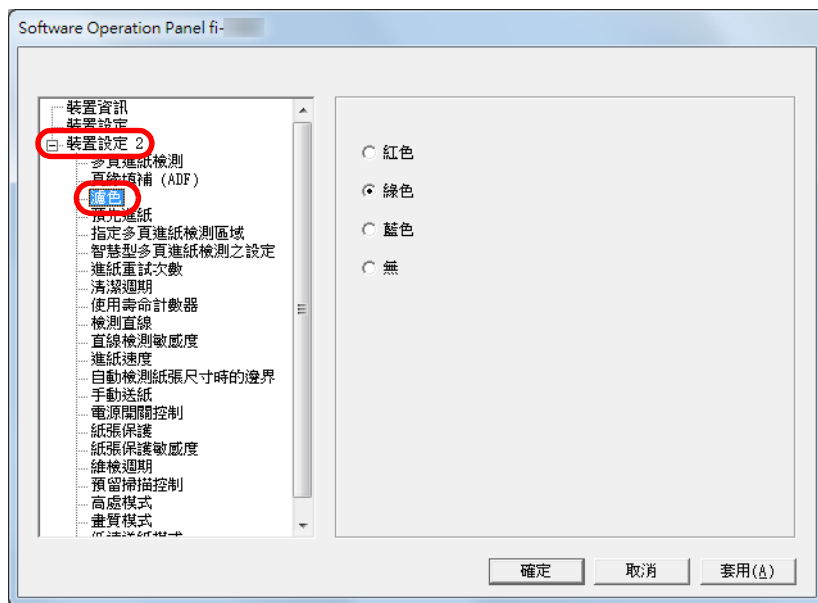 Software Operation Panel fi-
裝置資訊
裝置設定
裝置設定 2
多頁進紙檢測
頁緣填補 (ADF)
濾色
預先進紙
指定多頁進紙檢測區域
智慧型多頁進紙檢測之設定
進紙重試次數
清潔週期
使用壽命計數器
檢測直線
直線檢測敏感度
進紙速度
自動檢測紙張尺寸時的邊界
手動送紙
電源開關控制
紙張保護
紙張保護敏感度
維檢週期
預留掃描控制
高處模式
畫質模式
低速送紙模式
紅色
綠色
藍色
無
確定
取消
套用(A)